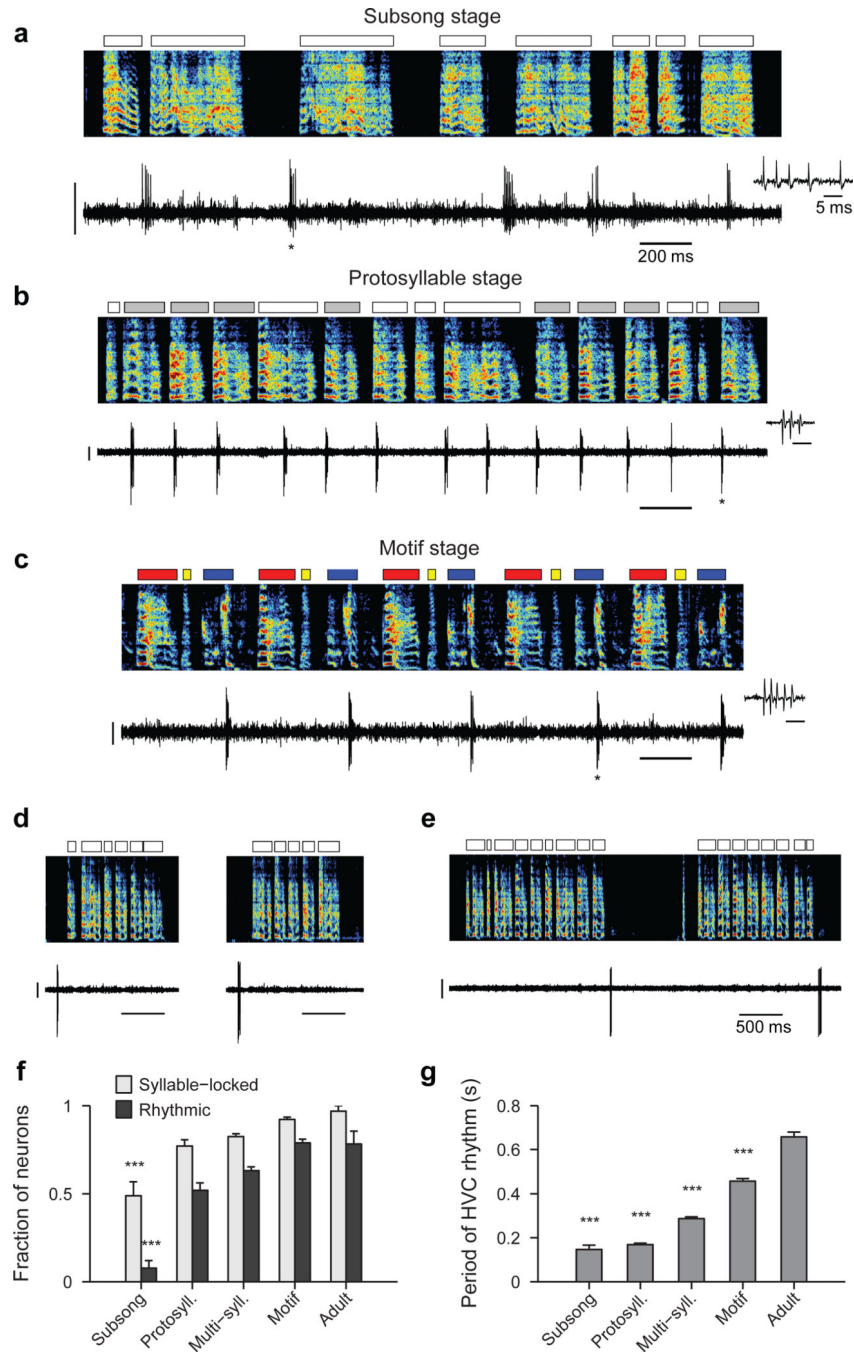 Subsong stage
a
5 ms
*
200 ms
Protosyllable stage
b
*
Motif stage
c
*
d
e
500 ms
f
g
Syllable−locked
Rhythmic
Fraction of neurons
1
0.5
0
***
***
Subsong
Protosyll.
Multi−syll.
Motif
Adult
Period of HVC rhythm (s)
0.8
0.6
0.4
0.2
0
***
***
***
***
Subsong
Protosyll.
Multi−syll.
Motif
Adult